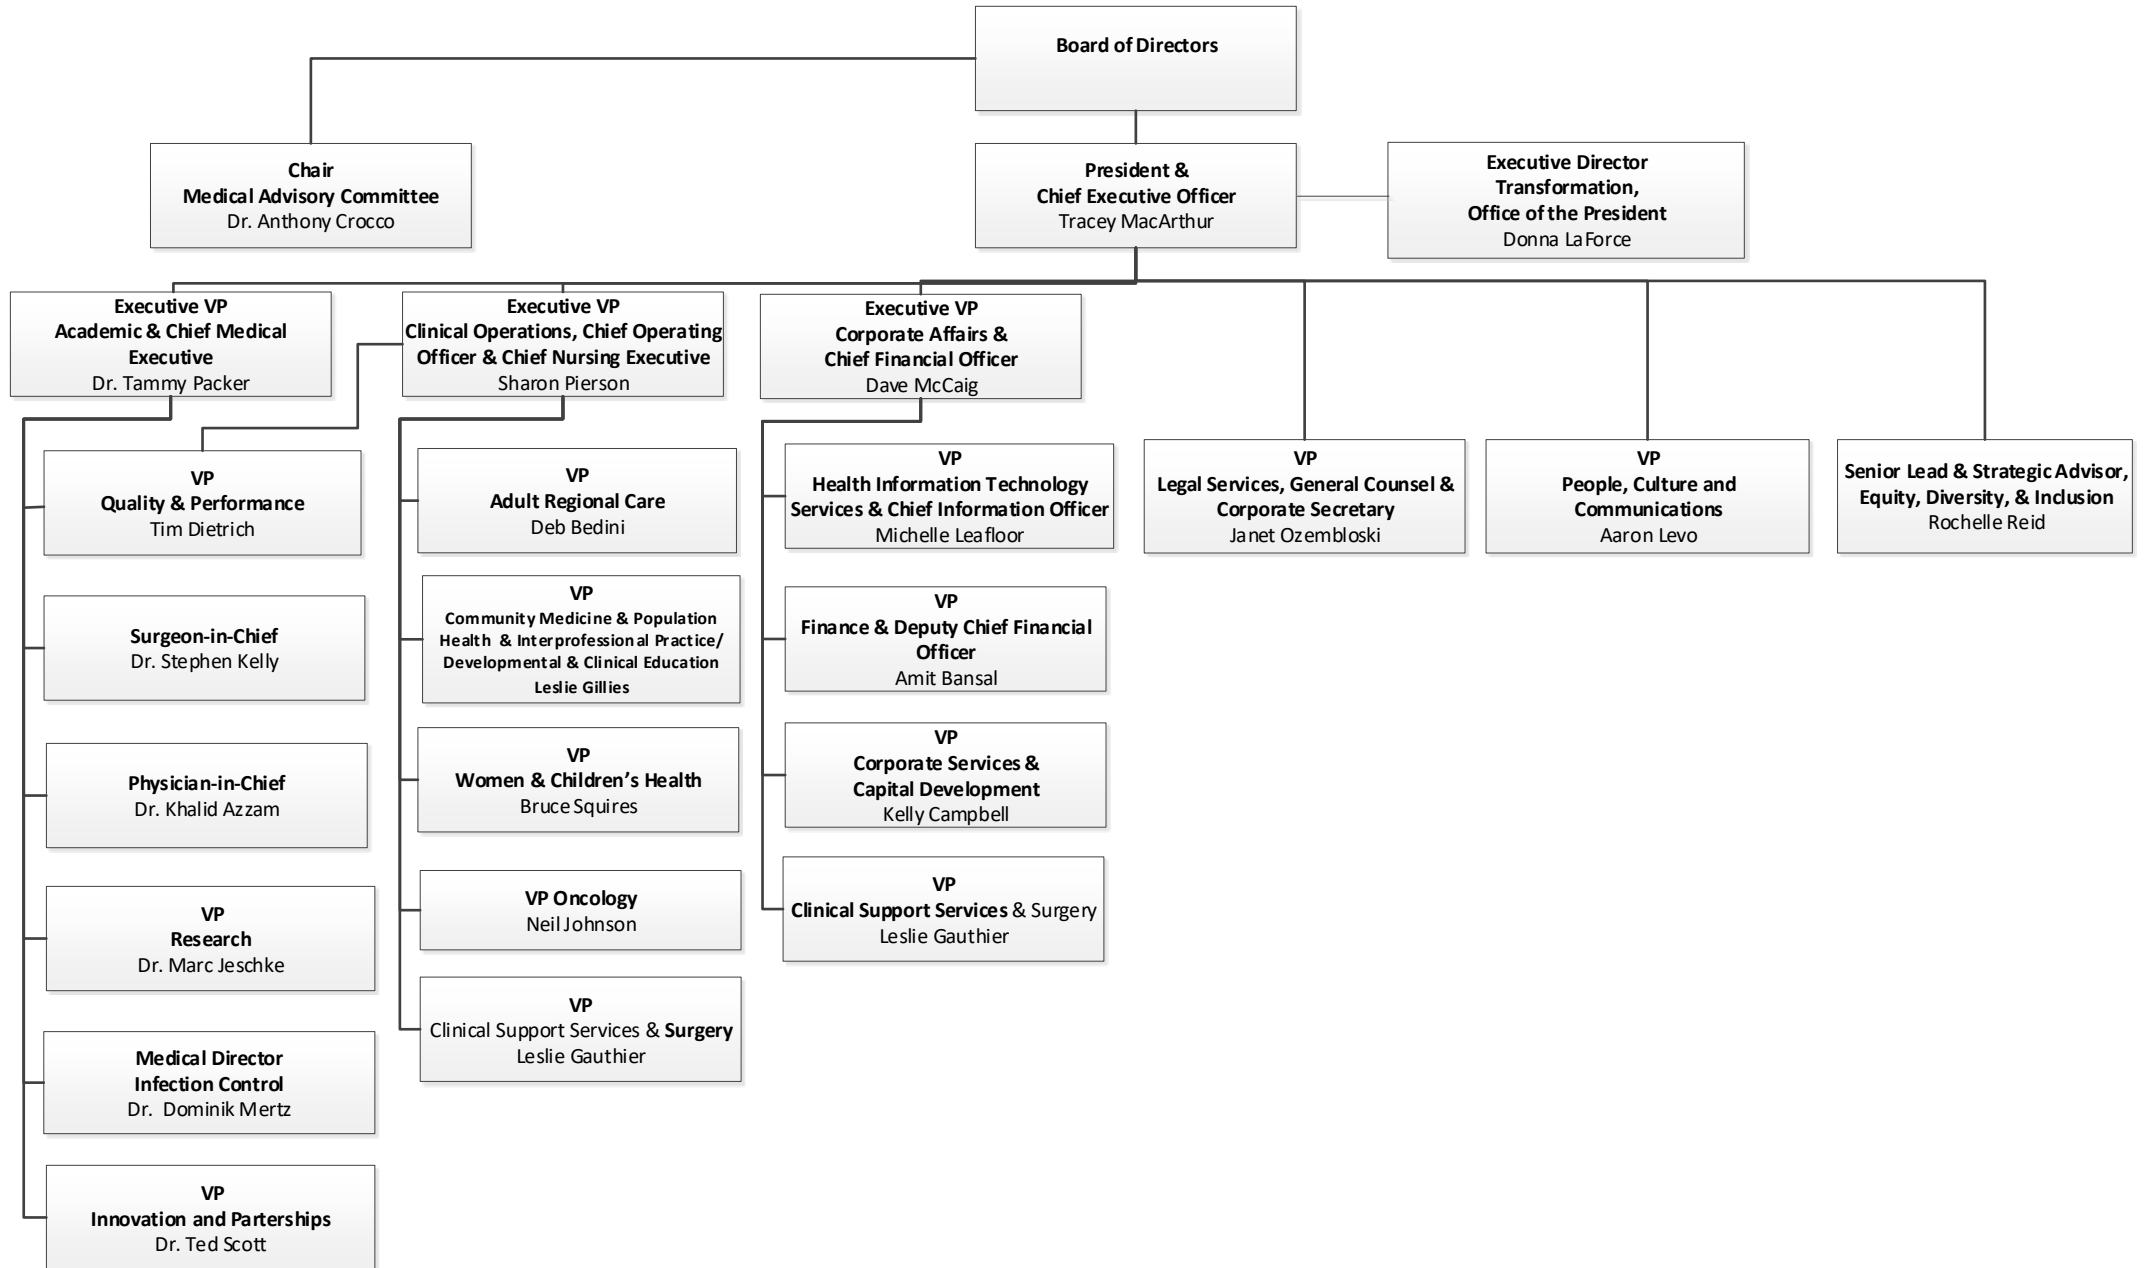 Board of Directors
Chair
Medical Advisory Committee
Dr. Anthony Crocco
President &
Chief Executive Officer
Tracey MacArthur
Executive Director
Transformation,
Office of the President
Donna LaForce
Executive VP
Academic & Chief Medical
Executive
Dr. Tammy Packer
Executive VP
Clinical Operations, Chief Operating
Officer & Chief Nursing Executive
Sharon Pierson
Executive VP
Corporate Affairs &
Chief Financial Officer
Dave McCaig
VP
Quality & Performance
Tim Dietrich
Surgeon-in-Chief
Dr. Stephen Kelly
Physician-in-Chief
Dr. Khalid Azzam
VP
Research
Dr. Marc Jeschke
Medical Director
Infection Control
Dr. Dominik Mertz
VP
Innovation and Parterships
Dr. Ted Scott
VP
Adult Regional Care
Deb Bedini
VP
Community Medicine & Population
Health & Interprofessional Practice/
Developmental & Clinical Education
Leslie Gillies
VP
Women & Children’s Health
Bruce Squires
VP Oncology
Neil Johnson
VP
Clinical Support Services & Surgery
Leslie Gauthier
VP
Health Information Technology
Services & Chief Information Officer
Michelle Leafloor
VP
Finance & Deputy Chief Financial
Officer
Amit Bansal
VP
Corporate Services &
Capital Development
Kelly Campbell
VP
Clinical Support Services & Surgery
Leslie Gauthier
VP
Legal Services, General Counsel &
Corporate Secretary
Janet Ozembloski
VP
People, Culture and
Communications
Aaron Levo
Senior Lead & Strategic Advisor,
Equity, Diversity, & Inclusion
Rochelle Reid